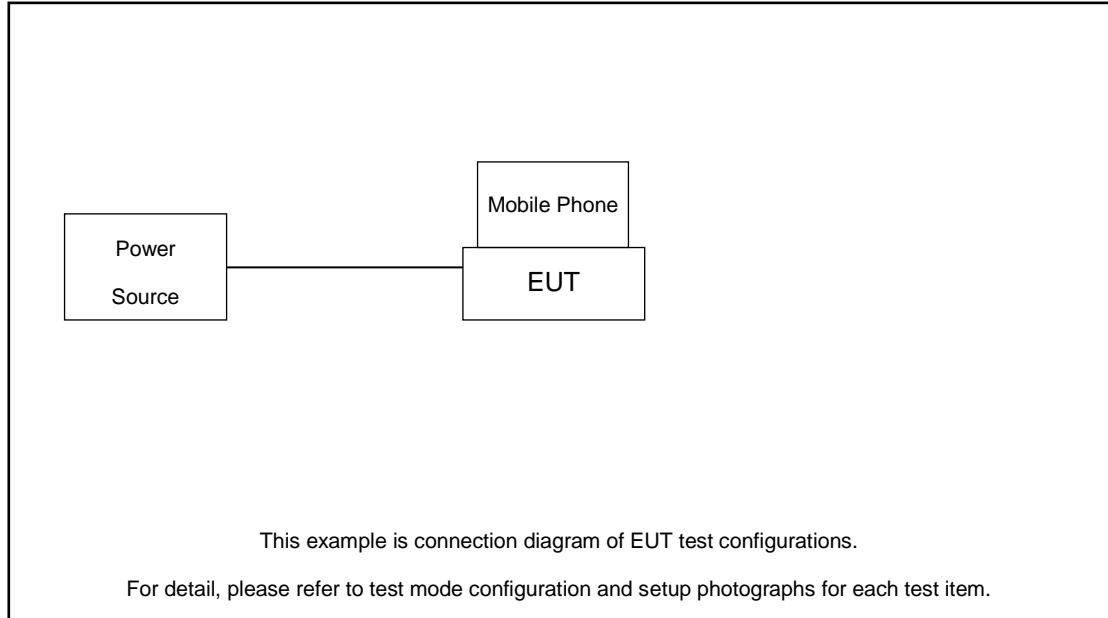 Mobile Phone
Power
Source
EUT
This example is connection diagram of EUT test configurations.
For detail, please refer to test mode configuration and setup photographs for each test item.